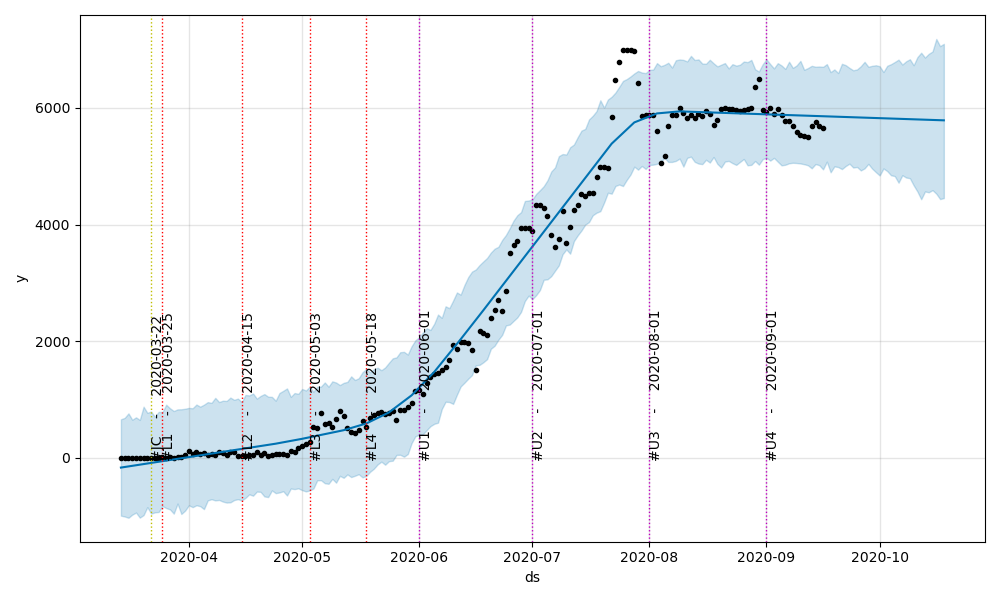 y
6000
4000
2000
0
#JC - 2020-03-22
#L1 - 2020-03-25
#L2 - 2020-04-15
#L3 - 2020-05-03
#L4 - 2020-05-18
#U1 - 2020-06-01
#U2 - 2020-07-01
#U3 - 2020-08-01
#U4 - 2020-09-01
2020-04 2020-05 2020-06 2020-07 2020-08 2020-09 2020-10
ds